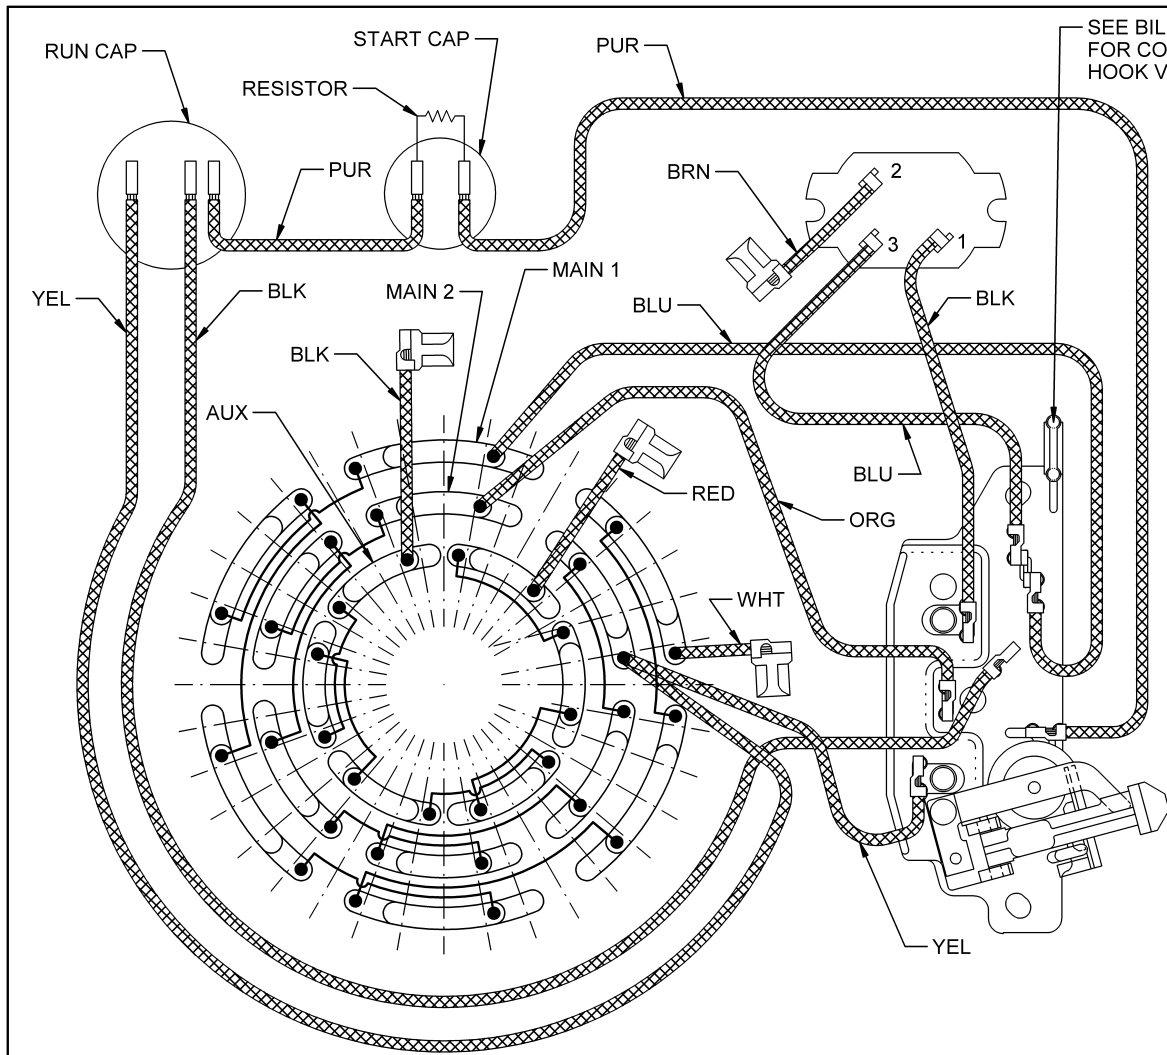 RUN CAP
START CAP
RESISTOR
PUR
SEE BIL
FOR CO
HOOK V
PUR
BRN
2
3
1
MAIN 1
MAIN 2
YEL
BLK
BLU
BLK
BLK
AUX
BLU
RED
ORG
WHT
YEL